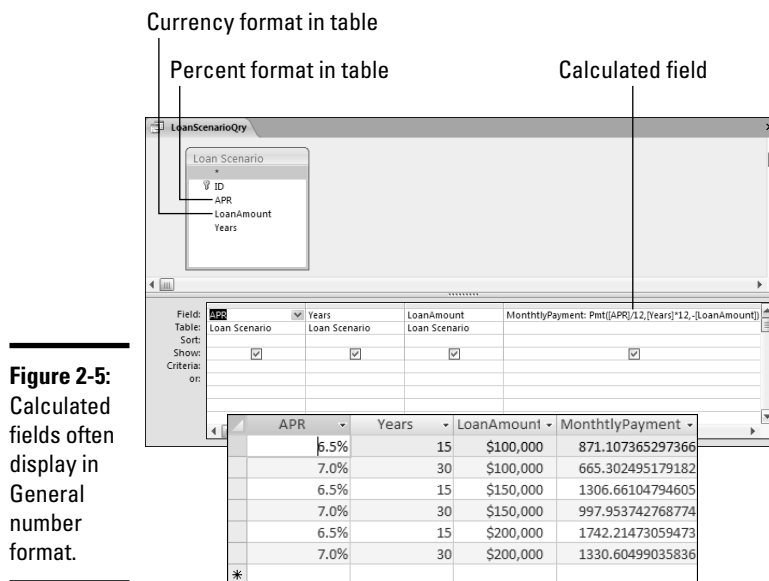 Currency format in table
Percent format in table
Calculated field
LoanScenarioQry
Loan Scenario
*
ID
APR
LoanAmount
Years
Field: APR Years LoanAmount MonthtlyPayment: Pmt([APR]/12,[Years]*12,-[LoanAmount])
Table: Loan Scenario Loan Scenario Loan Scenario
Sort:
Show:
Criteria:
or:
Figure 2-5:
Calculated
fields often
display in
General
number
format.
APR Years LoanAmount MonthtlyPayment
6.5% 15 $100,000 871.107365297366
7.0% 30 $100,000 665.302495179182
6.5% 15 $150,000 1306.66104794605
7.0% 30 $150,000 997.953742768774
6.5% 15 $200,000 1742.21473059473
7.0% 30 $200,000 1330.60499035836
*